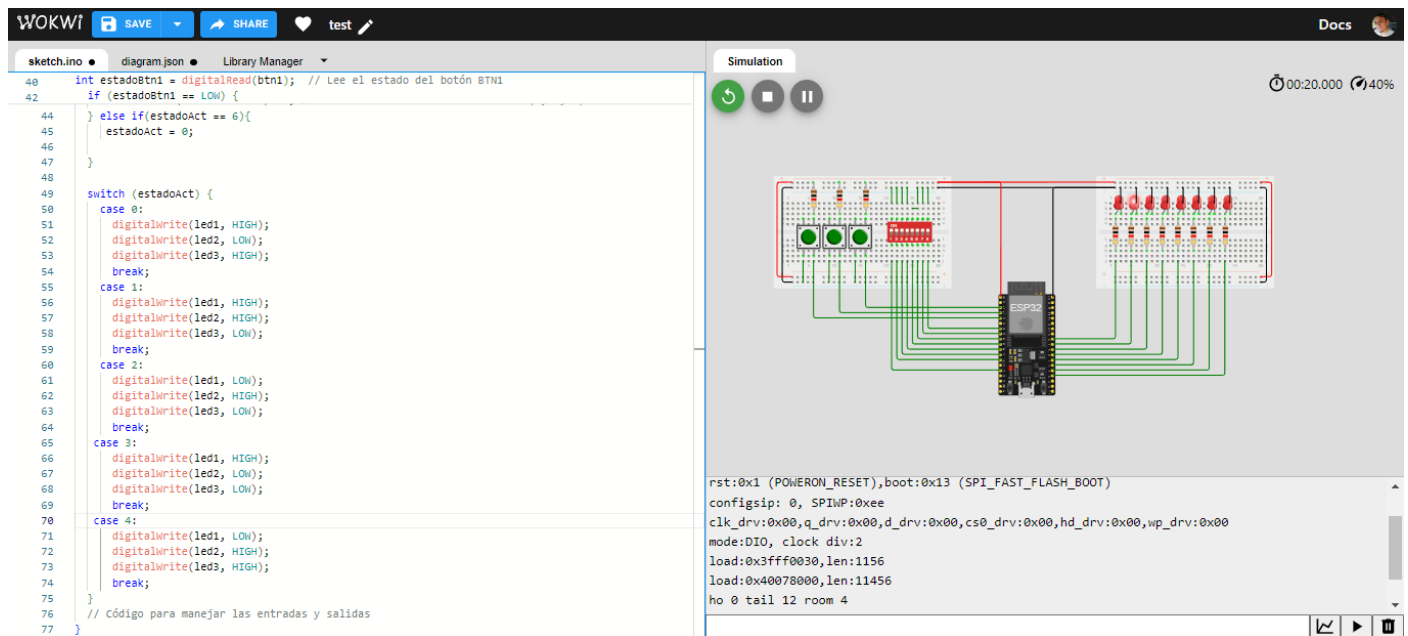 WOKWi SAVE SHARE test Docs
sketch.ino ● diagram.json ● Library Manager
Simulation
00:20.000 40%
40 int estadoBtn1 = digitalRead(btn1); // Lee el estado del botón BTN1
42 if (estadoBtn1 == LOW) {
44 } else if(estadoAct == 6){
45 estadoAct = 0;
46
47 }
48
49 switch (estadoAct) {
50 case 0:
51 digitalWrite(led1, HIGH);
52 digitalWrite(led2, LOW);
53 digitalWrite(led3, HIGH);
54 break;
55 case 1:
56 digitalWrite(led1, HIGH);
57 digitalWrite(led2, HIGH);
58 digitalWrite(led3, LOW);
59 break;
60 case 2:
61 digitalWrite(led1, LOW);
62 digitalWrite(led2, HIGH);
63 digitalWrite(led3, LOW);
64 break;
65 case 3:
66 digitalWrite(led1, HIGH);
67 digitalWrite(led2, LOW);
68 digitalWrite(led3, LOW);
69 break;
70 case 4:
71 digitalWrite(led1, LOW);
72 digitalWrite(led2, HIGH);
73 digitalWrite(led3, HIGH);
74 break;
75 }
76 // Código para manejar las entradas y salidas
77 }
ESP32
rst:0x1 (POWERON_RESET),boot:0x13 (SPI_FAST_FLASH_BOOT)
configsip: 0, SPIWP:0xee
clk_drv:0x00,q_drv:0x00,d_drv:0x00,cs0_drv:0x00,hd_drv:0x00,wp_drv:0x00
mode:DIO, clock div:2
load:0x3fff0030,len:1156
load:0x40078000,len:11456
ho 0 tail 12 room 4